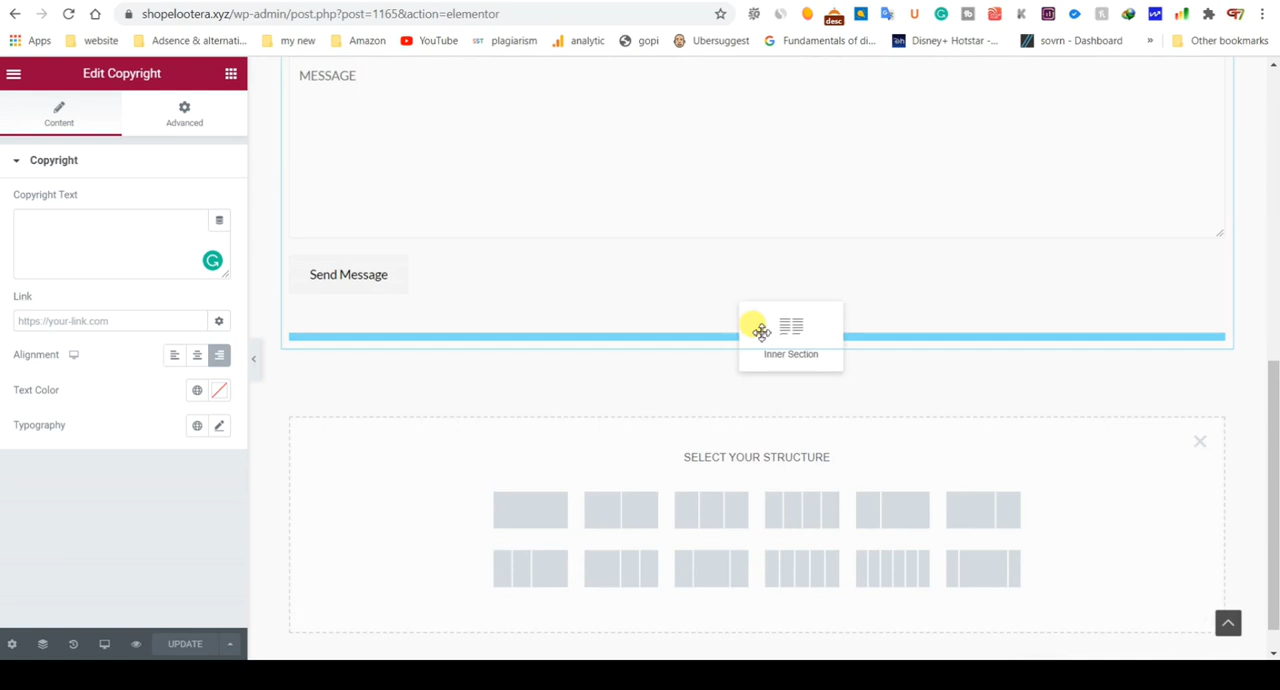 shopelootera.xyz/wp-admin/post.php?post=1165&action=elementor
desc
Apps website Adsence & alternati... my new Amazon YouTube SST plagiarism analytic gopi Ubersuggest Fundamentals of di... Disney+ Hotstar -... sovrn - Dashboard » Other bookmarks
Edit Copyright
Content Advanced
Copyright
Copyright Text
Link
https://your-link.com
Alignment
Text Color
Typography
UPDATE
MESSAGE
Send Message
Inner Section
SELECT YOUR STRUCTURE